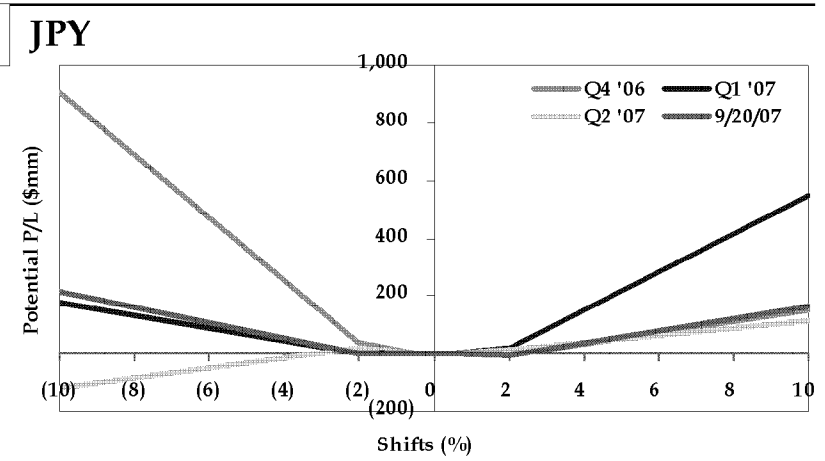 JPY
1,000
Q4 '06
Q1 '07
Q2 '07
9/20/07
800
600
400
200
Potential P/L ($mm)
(10) (8) (6) (4) (2) 0 2 4 6 8 10
(200)
Shifts (%)